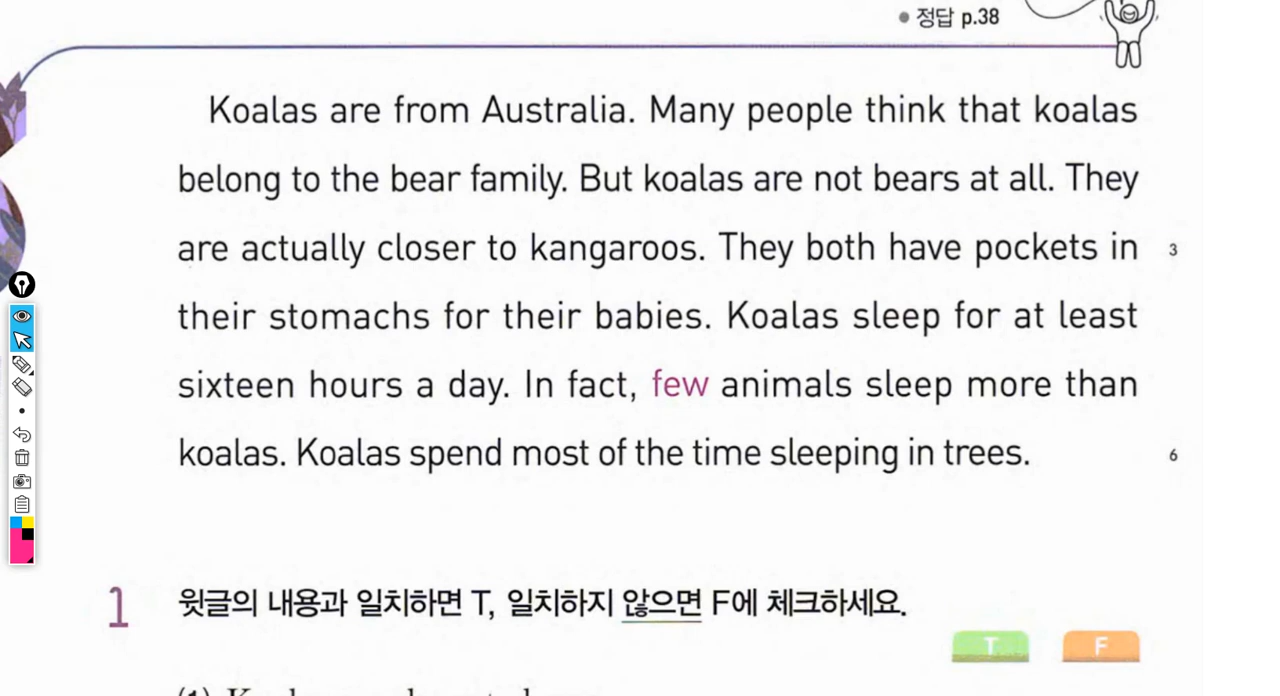 ● 정답 p.38
Koalas are from Australia. Many people think that koalas
belong to the bear family. But koalas are not bears at all. They
are actually closer to kangaroos. They both have pockets in 3
their stomachs for their babies. Koalas sleep for at least
sixteen hours a day. In fact, few animals sleep more than
koalas. Koalas spend most of the time sleeping in trees. 6
1 윗글의 내용과 일치하면 T, 일치하지 않으면 F에 체크하세요.
T F